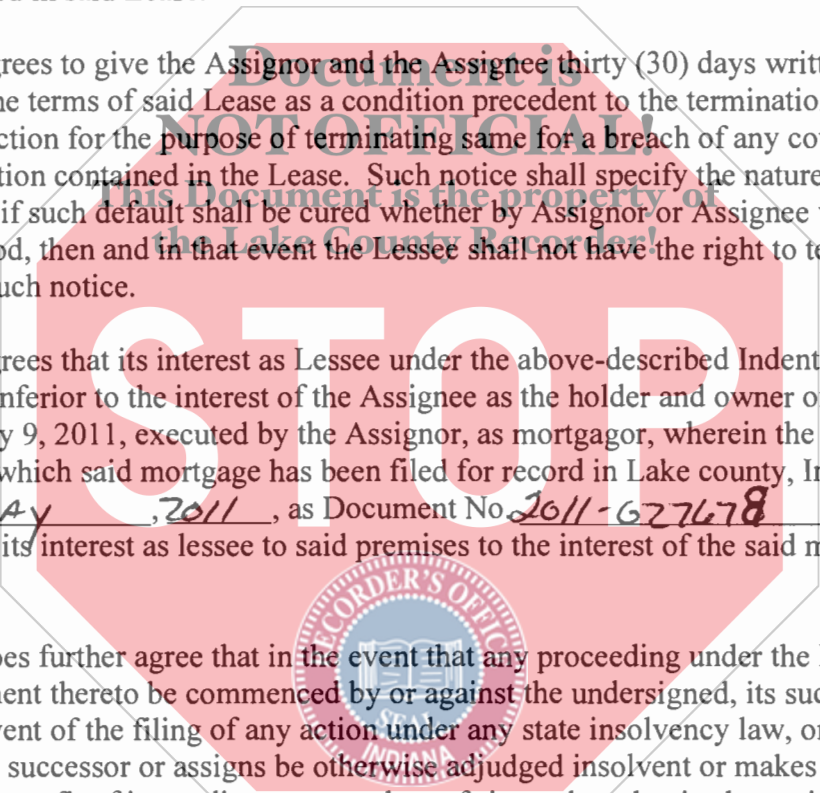 rees to give the Assignor and the Assignee thirty (30) days writt
he terms of said Lease as a condition precedent to the terminatio
ction for the purpose of terminating same for a breach of any cov
tion contained in the Lease. Such notice shall specify the nature
if such default shall be cured whether by Assignor or Assignee
od, then and in that event the Lessee shall not have the right to te
uch notice.
rees that its interest as Lessee under the above-described Indent
nferior to the interest of the Assignee as the holder and owner o
y 9, 2011, executed by the Assignor, as mortgagor, wherein the
which said mortgage has been filed for record in Lake county, In
AY, 2011, as Document No. 2011-027678
its interest as lessee to said premises to the interest of the said m
oes further agree that in the event that any proceeding under the
ment thereto be commenced by or against the undersigned, its suc
vent of the filing of any action under any state insolvency law, or
successor or assigns be otherwise adjudged insolvent or makes
Document is
NOT OFFICIAL!
This Document is the property of
the Lake County Recorder!
STOP
RECORDER'S OFFICE
SEAL
INDIANA